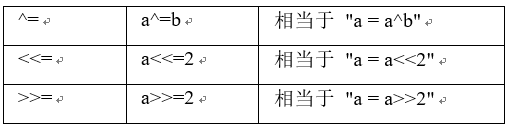 ^= a^=b 相当于 "a = a^b"
<<= a<<=2 相当于 "a = a<<2"
>>= a>>=2 相当于 "a = a>>2"